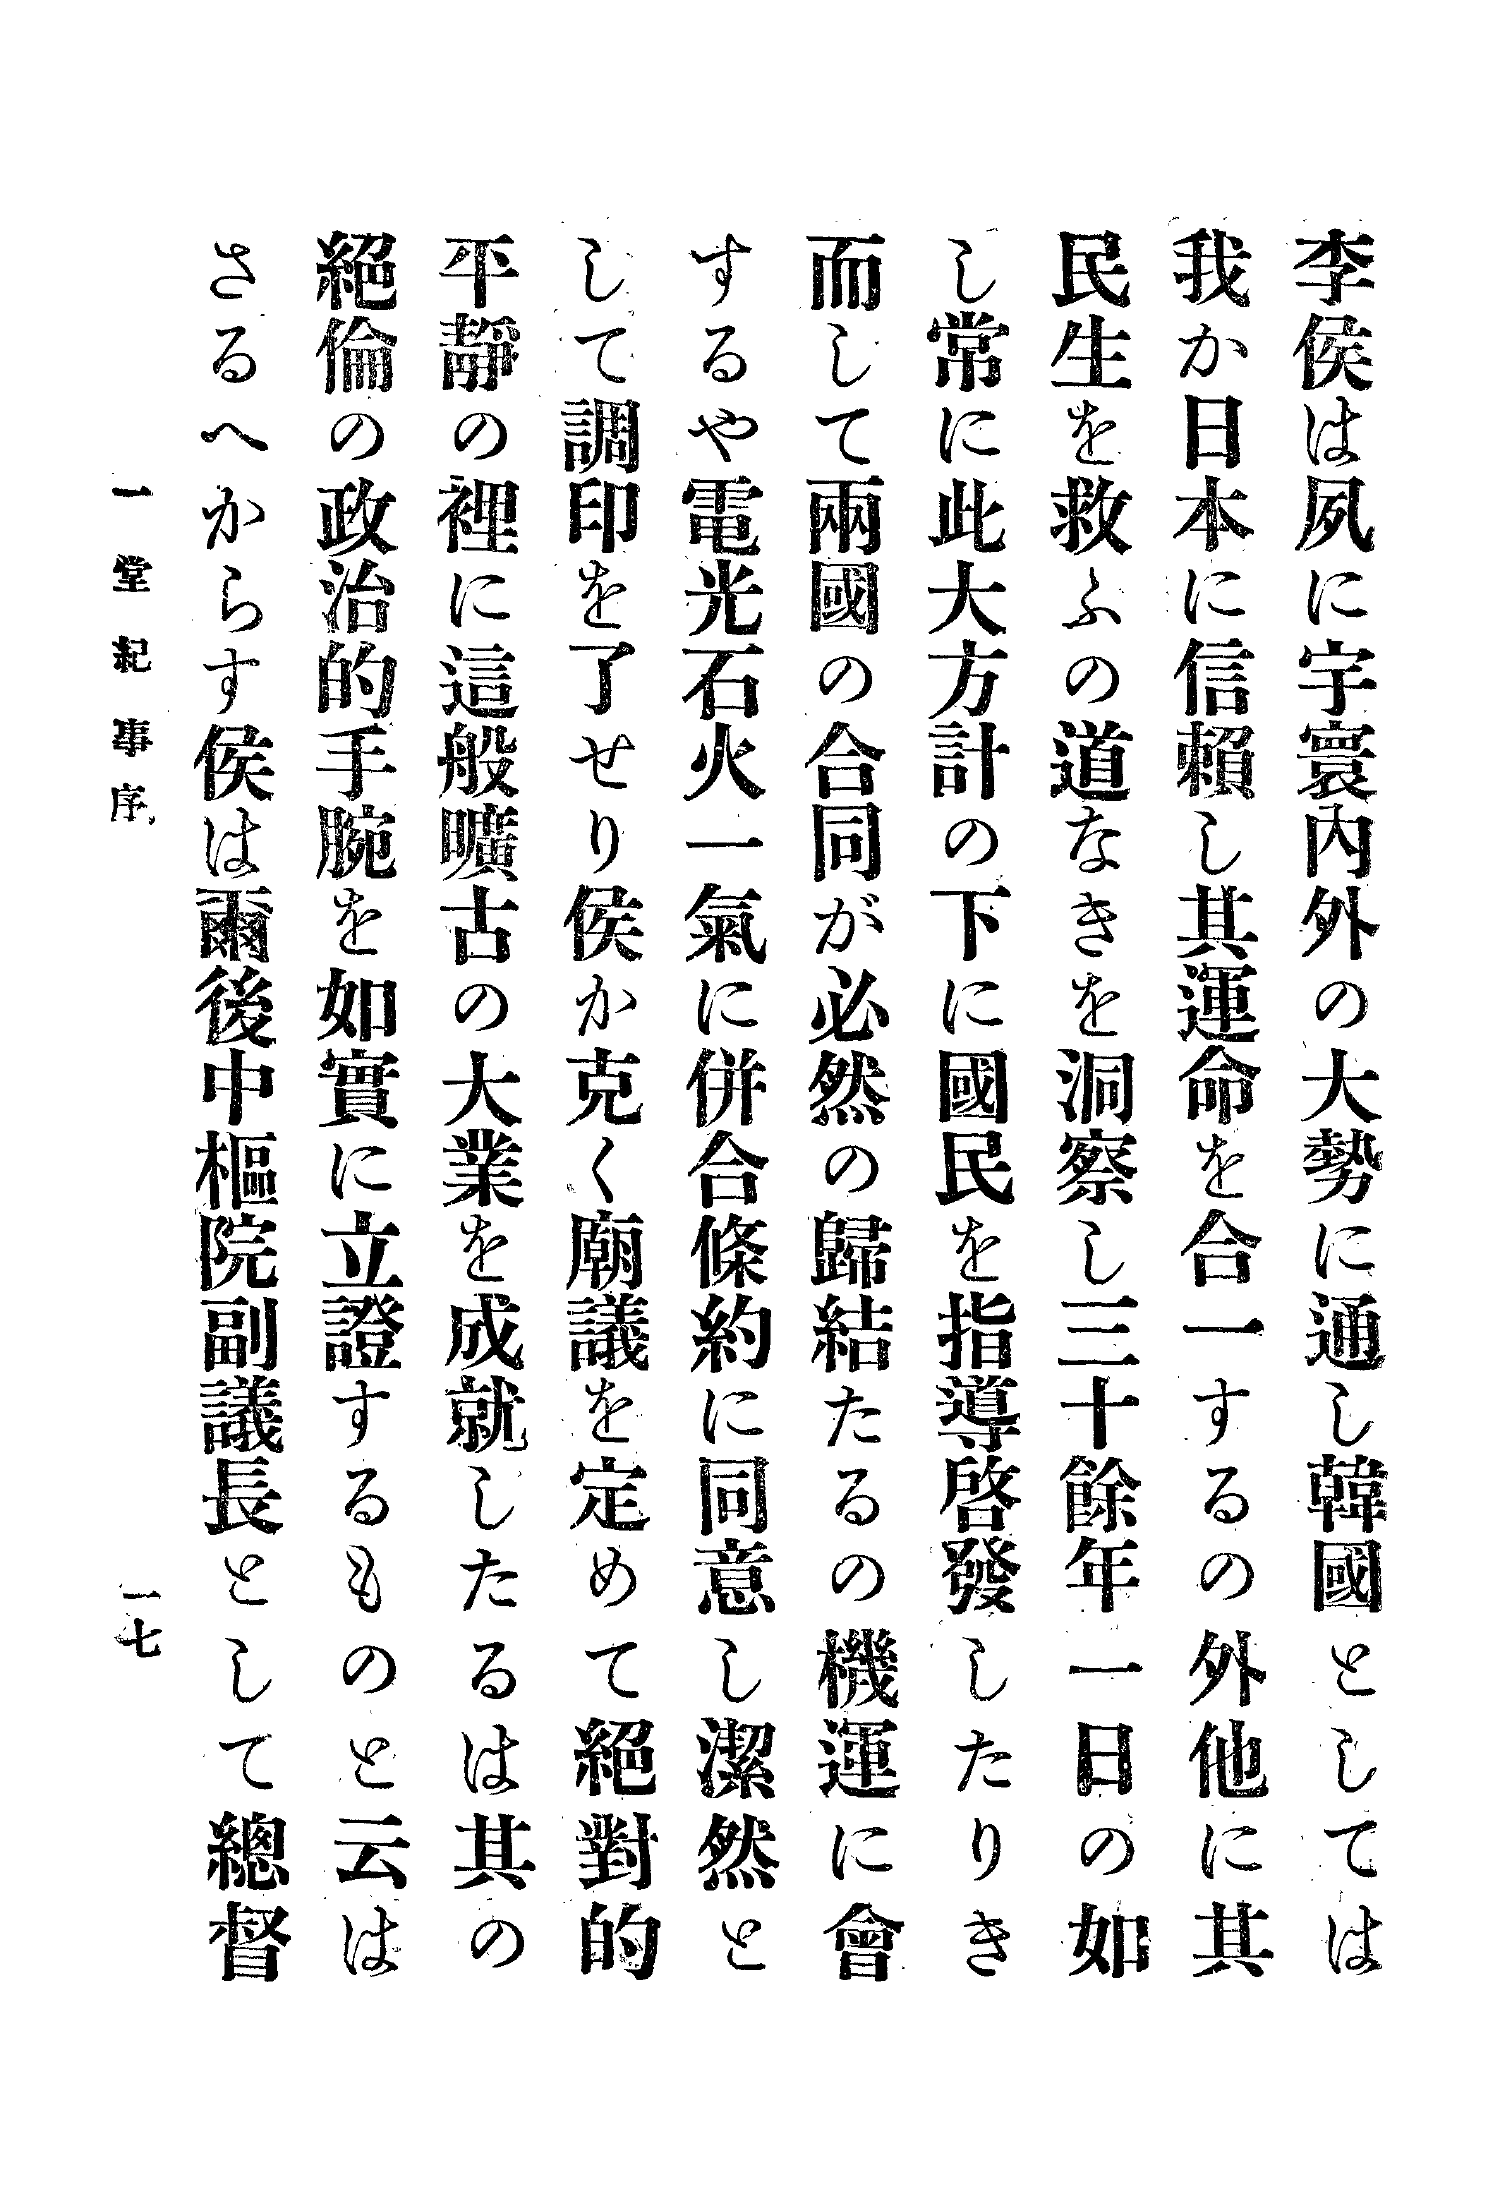 李侯は夙に宇寰內外の大勢に通し韓國としては
我か日本に信賴し其運命を合一するの外他に其
民生を救ふの道なきを洞察し三十餘年一日の如
し常に此大方計の下に國民を指導啓發したりき
而して兩國の合同が必然の歸結たるの機運に會
するや電光石火一氣に併合條約に同意し潔然と
して調印を了せり侯か克く廟議を定めて絕對的
平靜の裡に這般曠古の大業を成就したるは其の
絕倫の政治的手腕を如實に立證するものと云は
さるへからす侯は爾後中樞院副議長として總督
一堂紀事序
一七